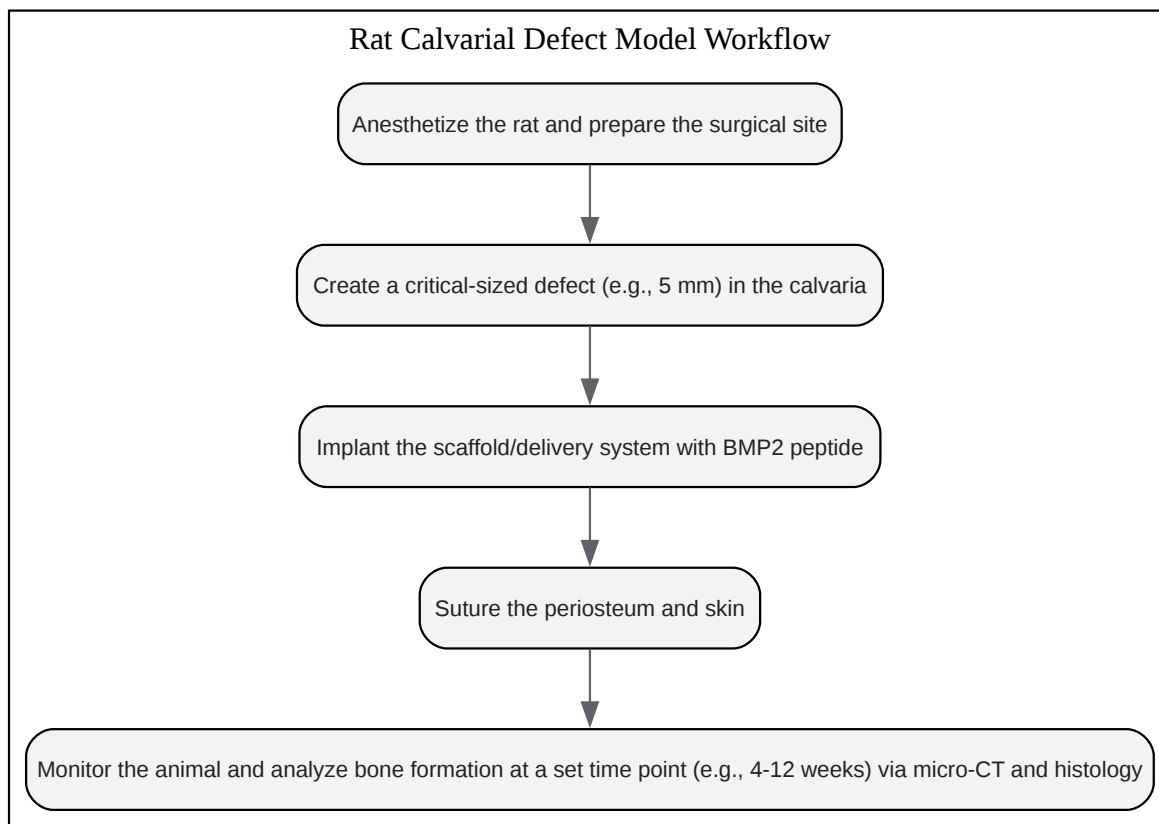 Rat Calvarial Defect Model Workflow
Anesthetize the rat and prepare the surgical site
Create a critical-sized defect (e.g., 5 mm) in the calvaria
Implant the scaffold/delivery system with BMP2 peptide
Suture the periosteum and skin
Monitor the animal and analyze bone formation at a set time point (e.g., 4-12 weeks) via micro-CT and histology